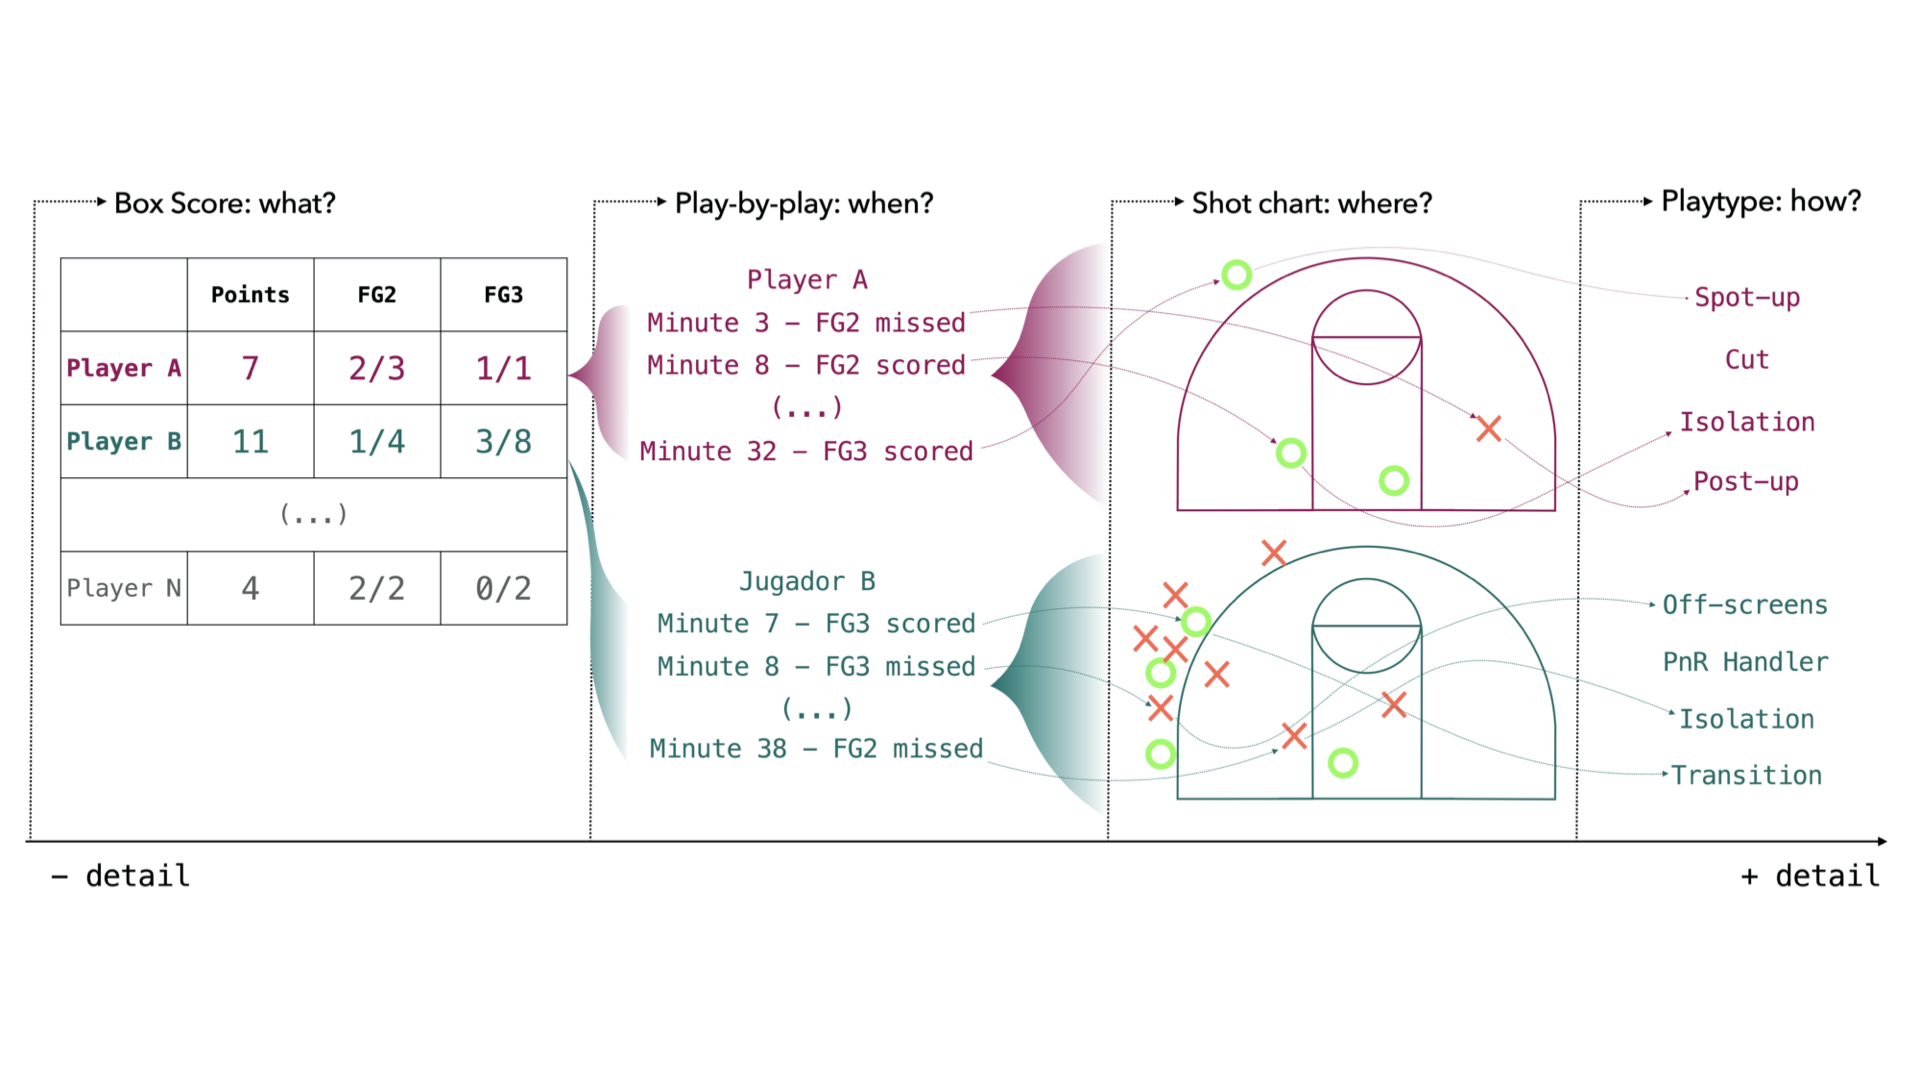 Box Score: what?
Points FG2 FG3
Player A 7 2/3 1/1
Player B 11 1/4 3/8
(...)
Player N 4 2/2 0/2
Play-by-play: when?
Player A
Minute 3 – FG2 missed
Minute 8 – FG2 scored
(...)
Minute 32 – FG3 scored
Jugador B
Minute 7 – FG3 scored
Minute 8 – FG3 missed
(...)
Minute 38 – FG2 missed
Shot chart: where?
Playtype: how?
Spot-up
Cut
Isolation
Post-up
Off-screens
PnR Handler
Isolation
Transition
– detail
+ detail